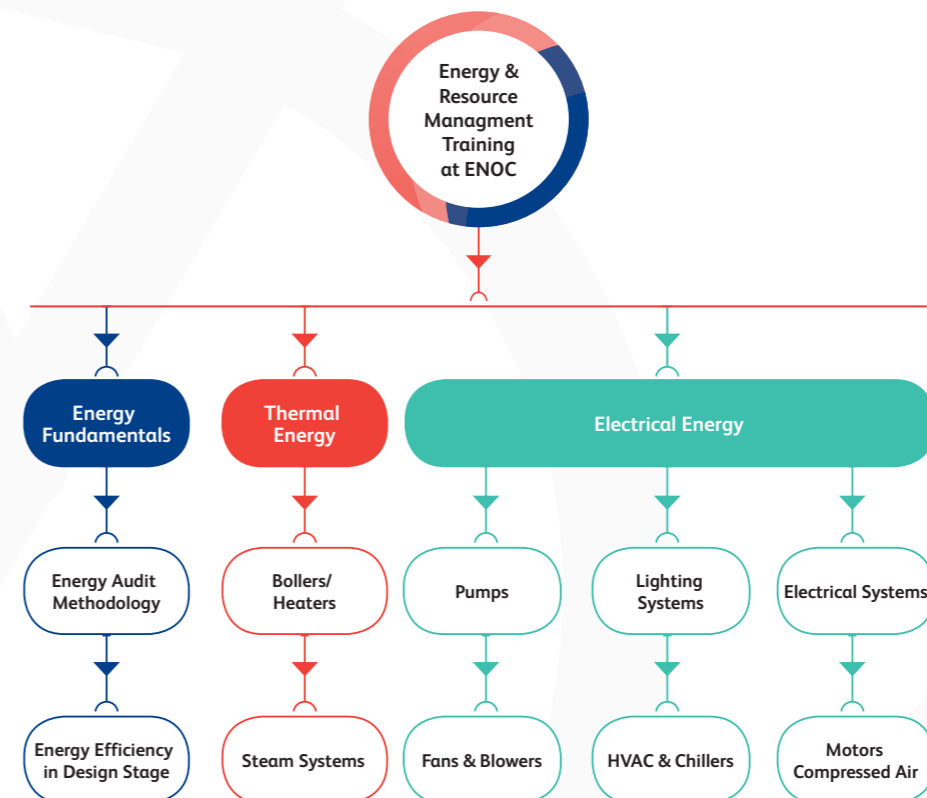 Energy &
Resource
Managment
Training
at ENOC
Energy
Fundamentals
Thermal
Energy
Electrical Energy
Energy Audit
Methodology
Bollers/
Heaters
Pumps
Lighting
Systems
Electrical Systems
Energy Efficiency
in Design Stage
Steam Systems
Fans & Blowers
HVAC & Chillers
Motors
Compressed Air